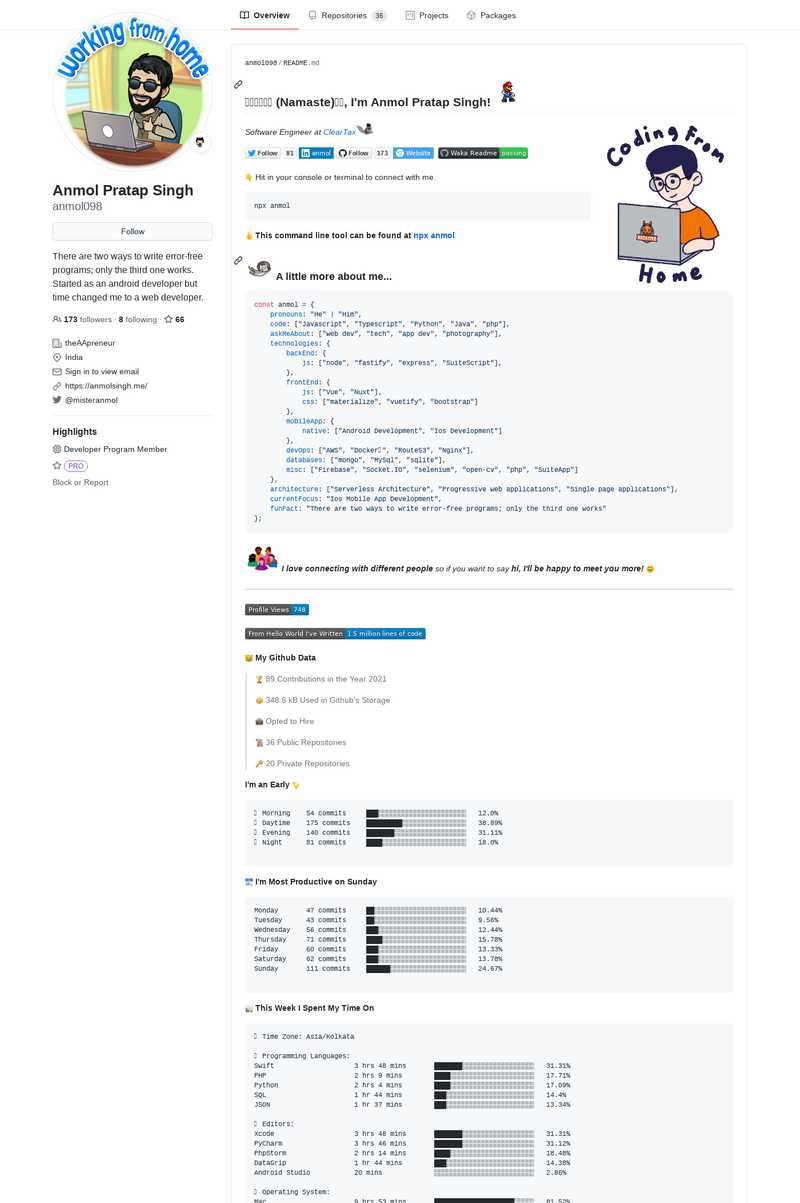 Overview
Repositories 36
Projects
Packages
working from home
Anmol Pratap Singh
anmol098
Follow
There are two ways to write error-free
programs; only the third one works.
Started as an android developer but
time changed me to a web developer.
173 followers · 8 following · 66
theAApreneur
India
Sign in to view email
https://anmolsingh.me/
@misteranmol
Highlights
Developer Program Member
PRO
Block or Report
anmol098 / README.md
(Namaste), I'm Anmol Pratap Singh!
Software Engineer at ClearTax
Follow 81 anmol Follow 173 Website Waka Readme passing
Coding From
Home
👇 Hit in your console or terminal to connect with me.
npx anmol
👆 This command line tool can be found at npx anmol
A little more about me...
const anmol = {
pronouns: "He" | "Him",
code: ["Javascript", "Typescript", "Python", "Java", "php"],
askMeAbout: ["web dev", "tech", "app dev", "photography"],
technologies: {
backEnd: {
js: ["node", "fastify", "express", "SuiteScript"],
},
frontEnd: {
js: ["Vue", "Nuxt"],
css: ["materialize", "vuetify", "bootstrap"]
},
mobileApp: {
native: ["Android Development", "Ios Development"]
},
devOps: ["AWS", "Docker", "Route53", "Nginx"],
databases: ["mongo", "MySql", "sqlite"],
misc: ["Firebase", "Socket.IO", "selenium", "open-cv", "php", "SuiteApp"]
},
architecture: ["Serverless Architecture", "Progressive web applications", "Single page applications"],
currentFocus: "Ios Mobile App Development",
funFact: "There are two ways to write error-free programs; only the third one works"
};
I love connecting with different people so if you want to say hi, I'll be happy to meet you more! 😊
Profile Views 748
From Hello World I've Written 1.5 million lines of code
🐱 My Github Data
🏆 89 Contributions in the Year 2021
📦 348.6 kB Used in Github's Storage
💼 Opted to Hire
📜 36 Public Repositories
🔑 20 Private Repositories
I'm an Early 🐤
Morning 54 commits 12.0%
Daytime 175 commits 38.89%
Evening 140 commits 31.11%
Night 81 commits 18.0%
📅 I'm Most Productive on Sunday
Monday 47 commits 10.44%
Tuesday 43 commits 9.56%
Wednesday 56 commits 12.44%
Thursday 71 commits 15.78%
Friday 60 commits 13.33%
Saturday 62 commits 13.78%
Sunday 111 commits 24.67%
📊 This Week I Spent My Time On
Time Zone: Asia/Kolkata
Programming Languages:
Swift 3 hrs 48 mins 31.31%
PHP 2 hrs 9 mins 17.71%
Python 2 hrs 4 mins 17.09%
SQL 1 hr 44 mins 14.4%
JSON 1 hr 37 mins 13.34%
Editors:
Xcode 3 hrs 48 mins 31.31%
PyCharm 3 hrs 46 mins 31.12%
PhpStorm 2 hrs 14 mins 18.48%
DataGrip 1 hr 44 mins 14.38%
Android Studio 20 mins 2.86%
Operating System:
Mac 9 hrs 53 mins 81.52%